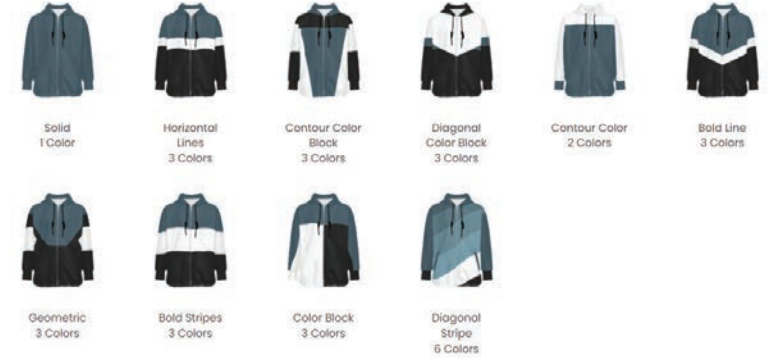 Solid
1 Color
Horizontal
Lines
3 Colors
Contour Color
Block
3 Colors
Diagonal
Color Block
3 Colors
Contour Color
2 Colors
Bold Line
3 Colors
Geometric
3 Colors
Bold Stripes
3 Colors
Color Block
3 Colors
Diagonal
Stripe
6 Colors